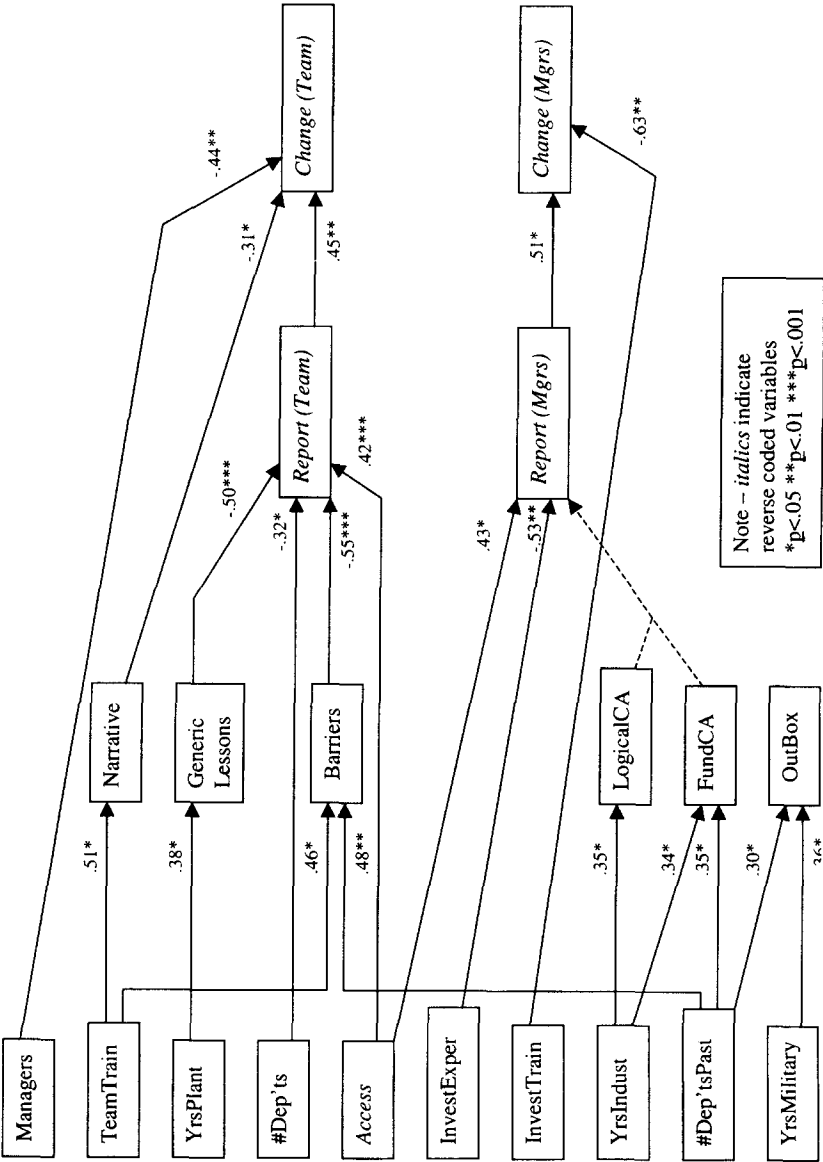 Managers
TeamTrain
YrsPlant
#Dep'ts
Access
InvestExper
InvestTrain
YrsIndust
#Dep'tsPast
YrsMilitary
.51*
.38*
.46*
.48**
.35*
.34*
.35*
.30*
.36*
Narrative
Generic
Lessons
Barriers
LogicalCA
FundCA
OutBox
-.50***
-.32*
-.55***
.42***
.43*
-.53**
Report (Team)
Report (Mgrs)
-.44**
-.31*
.45**
.51*
-.63**
Change (Team)
Change (Mgrs)
Note – italics indicate
reverse coded variables
*p<.05 **p<.01 ***p<.001